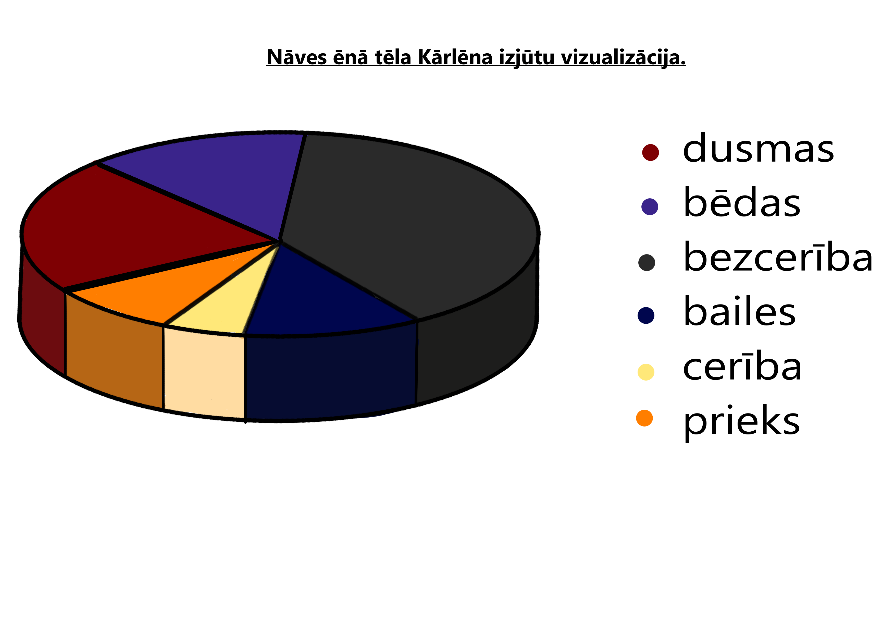 Nāves ēnā tēla Kārlēna izjūtu vizualizācija.
dusmas
bēdas
bezcerība
bailes
cerība
prieks